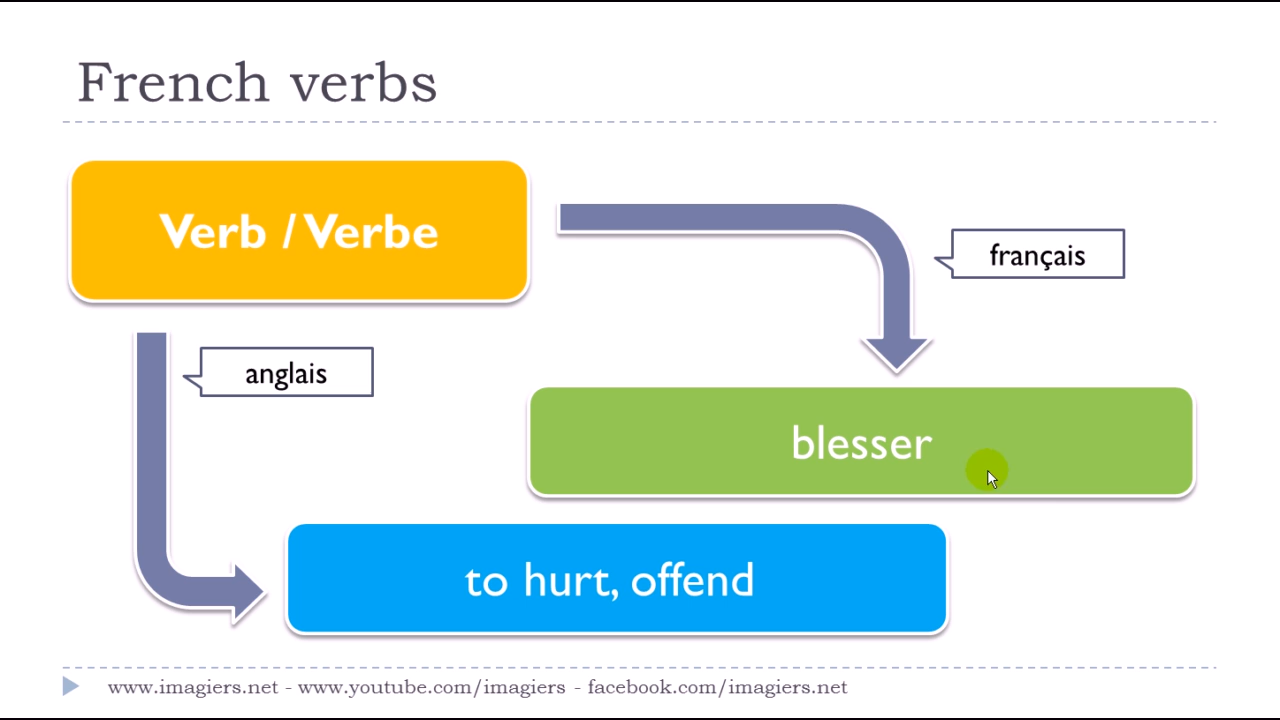 French verbs
Verb / Verbe
français
anglais
blesser
to hurt, offend
www.imagiers.net - www.youtube.com/imagiers - facebook.com/imagiers.net